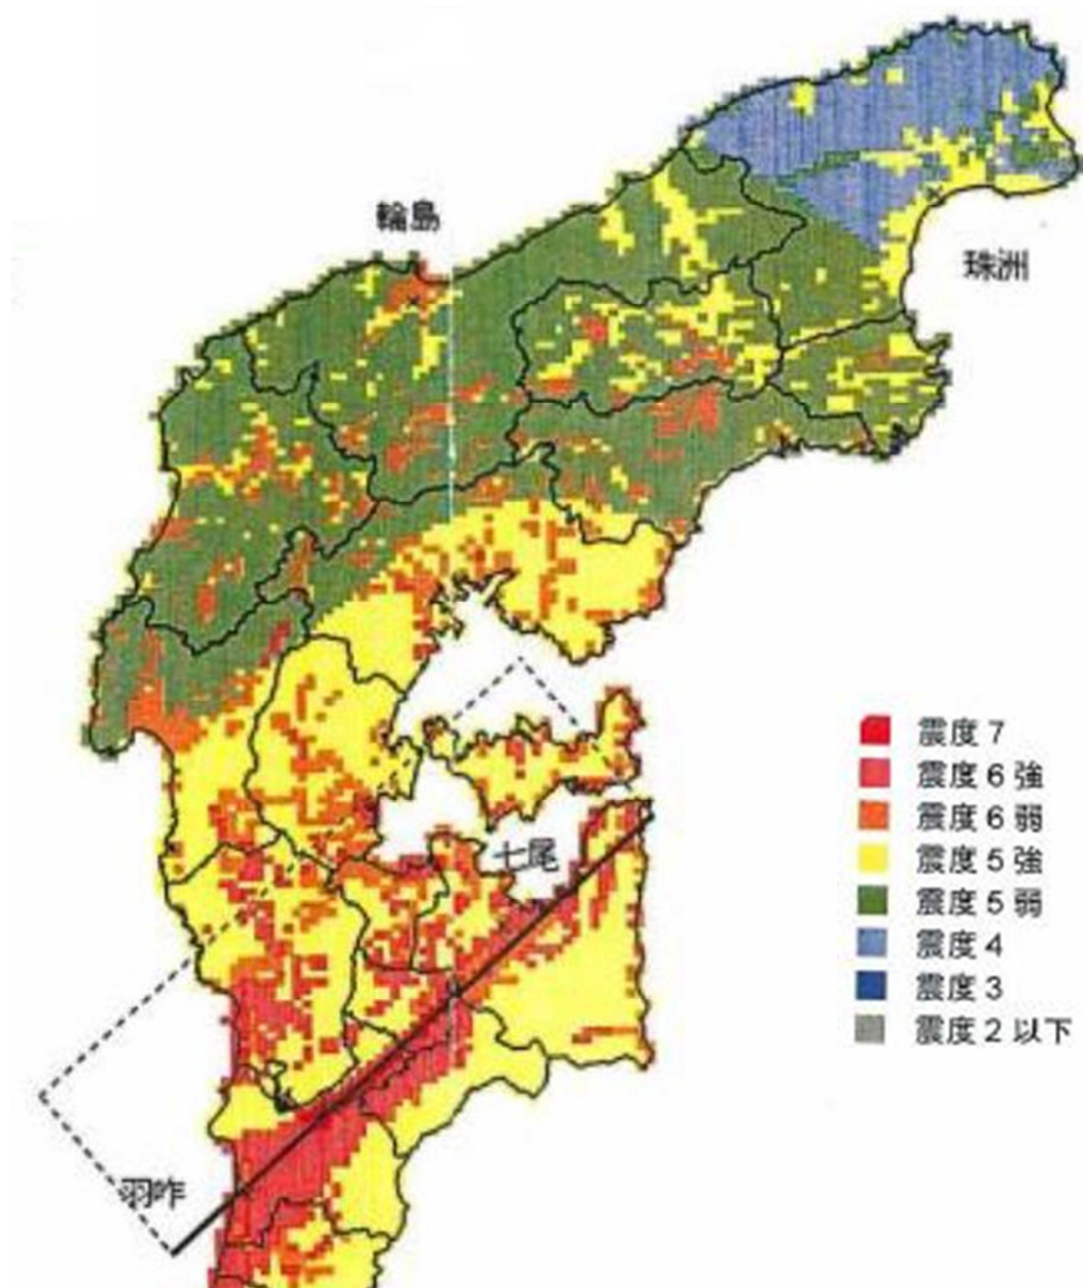 輪島
珠洲
七尾
羽咋
震度 7
震度 6 強
震度 6 弱
震度 5 強
震度 5 弱
震度 4
震度 3
震度 2 以下